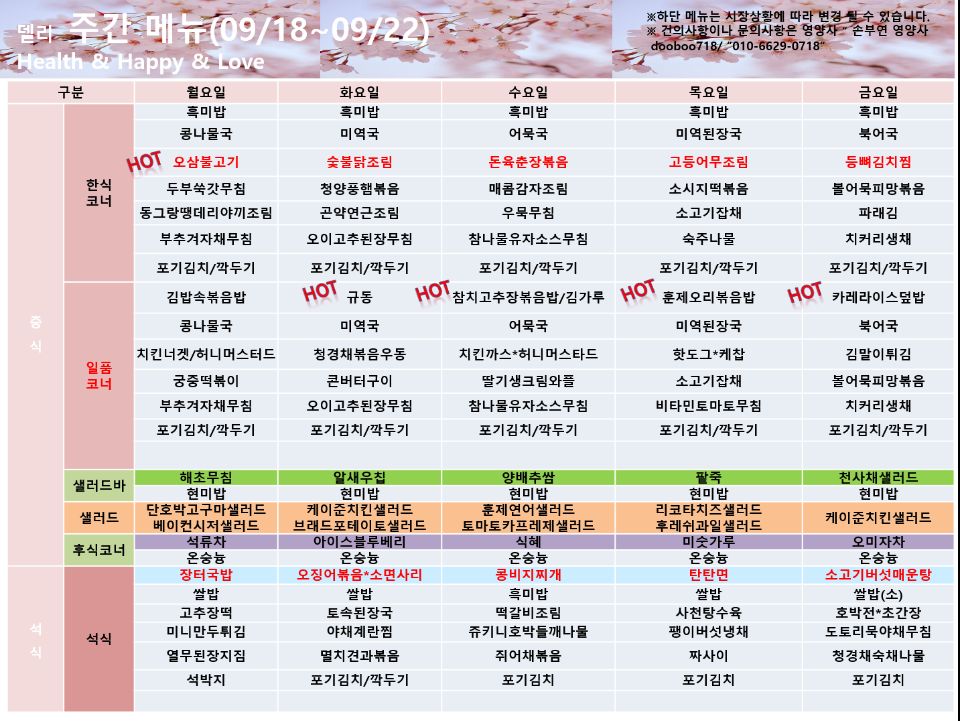 델리 주간 메뉴(09/18~09/22)
Health & Happy & Love
※하단 메뉴는 시장상황에 따라 변경 될 수 있습니다.
※ 건의사항이나 문의사항은 영양사 " 손부연 영양사
dooboo718/ "010-6629-0718"
구분 월요일 화요일 수요일 목요일 금요일
중식
한식 코너
흑미밥 흑미밥 흑미밥 흑미밥 흑미밥
콩나물국 미역국 어묵국 미역된장국 북어국
HOT 오삼불고기 숯불닭조림 돈육춘장볶음 고등어무조림 등뼈김치찜
두부쑥갓무침 청양풍햄볶음 매콤감자조림 소시지떡볶음 볼어묵피망볶음
동그랑땡데리야끼조림 곤약연근조림 우묵무침 소고기잡채 파래김
부추겨자채무침 오이고추된장무침 참나물유자소스무침 숙주나물 치커리생채
포기김치/깍두기 포기김치/깍두기 포기김치/깍두기 포기김치/깍두기 포기김치/깍두기
일품 코너
김밥속볶음밥 HOT 규동 HOT 참치고추장볶음밥/김가루 HOT 훈제오리볶음밥 HOT 카레라이스덮밥
콩나물국 미역국 어묵국 미역된장국 북어국
치킨너겟/허니머스터드 청경채볶음우동 치킨까스*허니머스타드 핫도그*케찹 김말이튀김
궁중떡볶이 콘버터구이 딸기생크림와플 소고기잡채 볼어묵피망볶음
부추겨자채무침 오이고추된장무침 참나물유자소스무침 비타민토마토무침 치커리생채
포기김치/깍두기 포기김치/깍두기 포기김치/깍두기 포기김치/깍두기 포기김치/깍두기
샐러드바
해초무침 알새우칩 양배추쌈 팥죽 천사채샐러드
현미밥 현미밥 현미밥 현미밥 현미밥
샐러드
단호박고구마샐러드 케이준치킨샐러드 훈제연어샐러드 리코타치즈샐러드 케이준치킨샐러드
베이컨시저샐러드 브래드포테이토샐러드 토마토카프레제샐러드 후레쉬과일샐러드
후식코너
석류차 아이스블루베리 식혜 미숫가루 오미자차
온숭늉 온숭늉 온숭늉 온숭늉 온숭늉
석식
석식
장터국밥 오징어볶음*소면사리 콩비지찌개 탄탄면 소고기버섯매운탕
쌀밥 쌀밥 흑미밥 쌀밥 쌀밥(소)
고추장떡 토속된장국 떡갈비조림 사천탕수육 호박전*초간장
미니만두튀김 야채계란찜 쥬키니호박들깨나물 팽이버섯냉채 도토리묵야채무침
열무된장지짐 멸치견과볶음 쥐어채볶음 짜사이 청경채숙채나물
석박지 포기김치/깍두기 포기김치 포기김치 포기김치